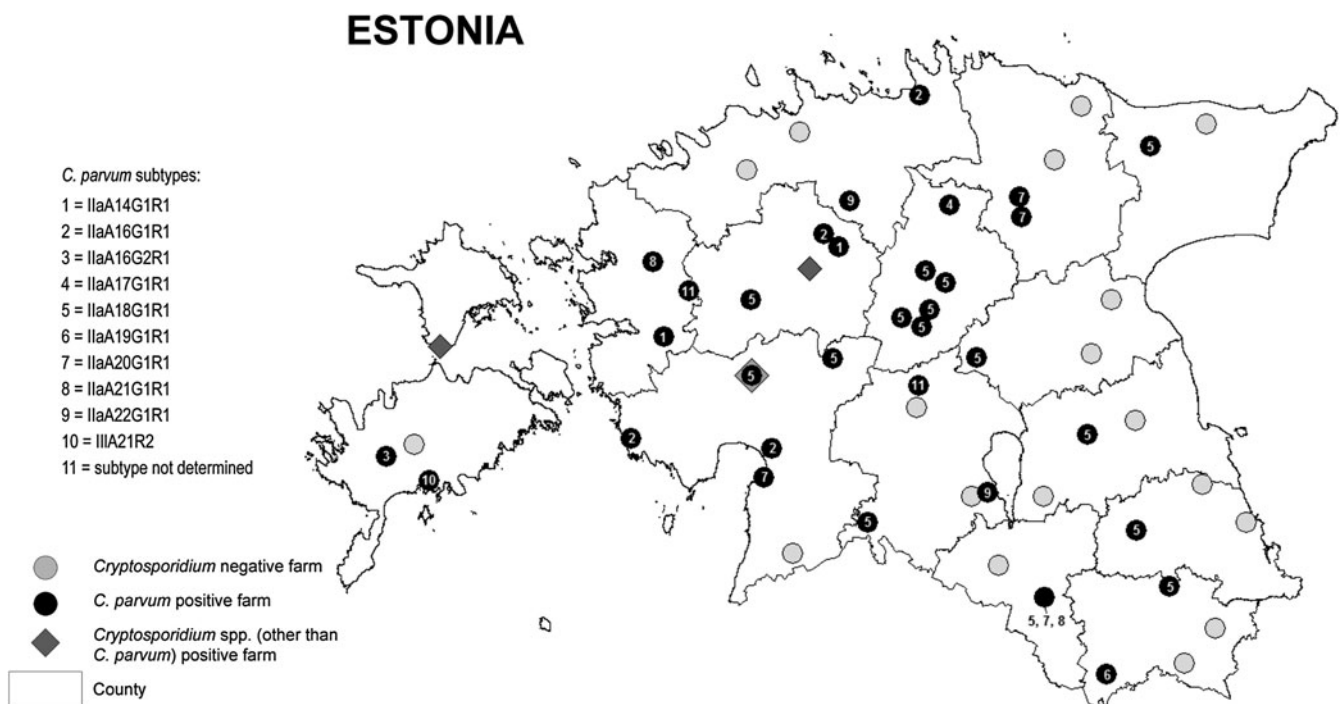 ESTONIA
C. parvum subtypes:
1 = IIaA14G1R1
2 = IIaA16G1R1
3 = IIaA16G2R1
4 = IIaA17G1R1
5 = IIaA18G1R1
6 = IIaA19G1R1
7 = IIaA20G1R1
8 = IIaA21G1R1
9 = IIaA22G1R1
10 = IIlA21R2
11 = subtype not determined
Cryptosporidium negative farm
C. parvum positive farm
Cryptosporidium spp. (other than
C. parvum) positive farm
County
2
5
7
7
9
4
2
1
8
5
5
11
5
5
5
5
1
5
5
5
11
2
5
2
3
7
10
9
5
5
5
5, 7, 8
6